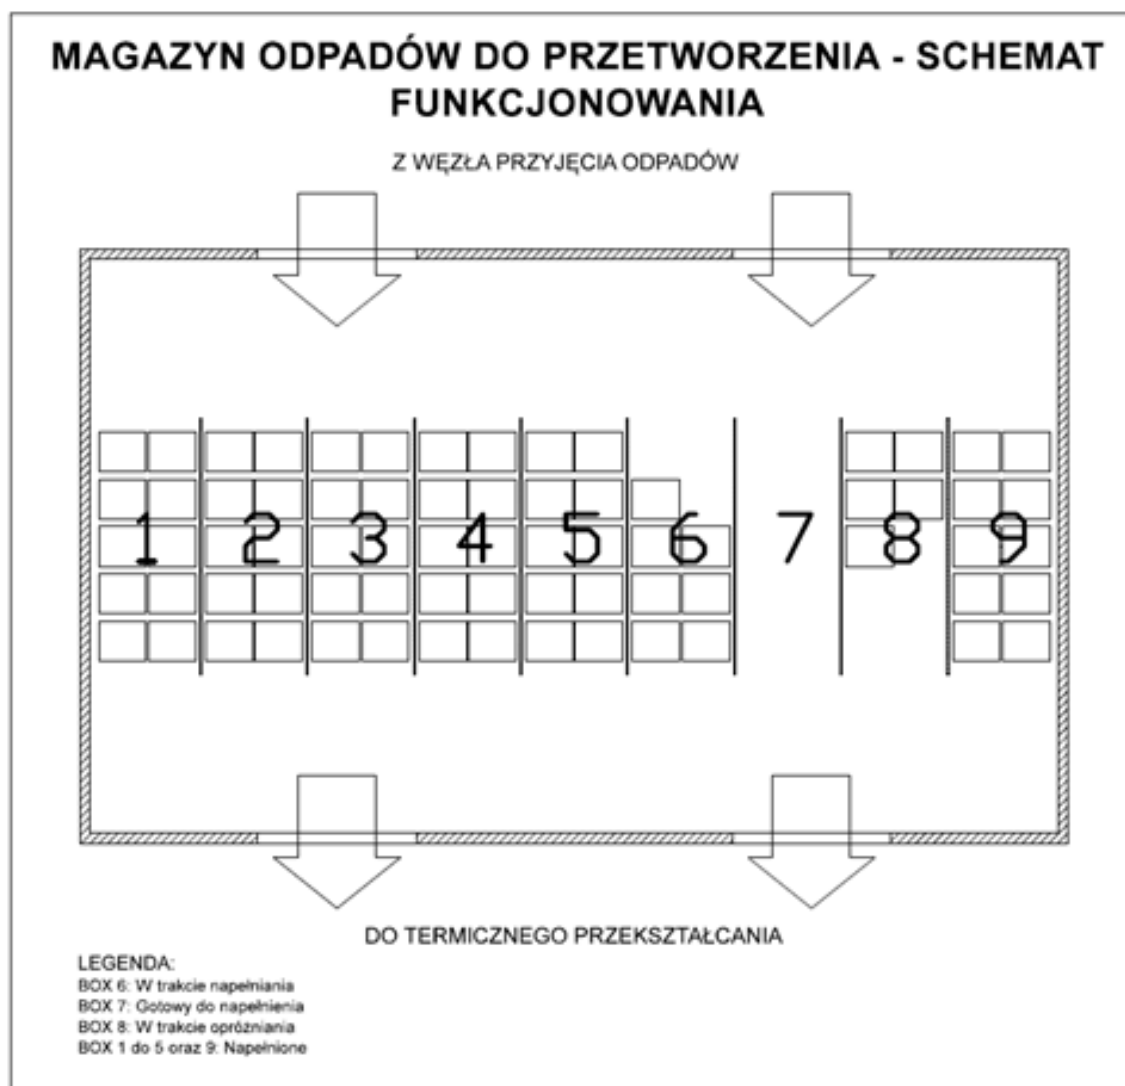 MAGAZYN ODPADÓW DO PRZETWORZENIA - SCHEMAT
FUNKCJONOWANIA
Z WĘZŁA PRZYJĘCIA ODPADÓW
1 2 3 4 5 6 7 8 9
DO TERMICZNEGO PRZEKSZTAŁCANIA
LEGENDA:
BOX 6: W trakcie napełniania
BOX 7: Gotowy do napełnienia
BOX 8: W trakcie opróżniania
BOX 1 do 5 oraz 9: Napełnione